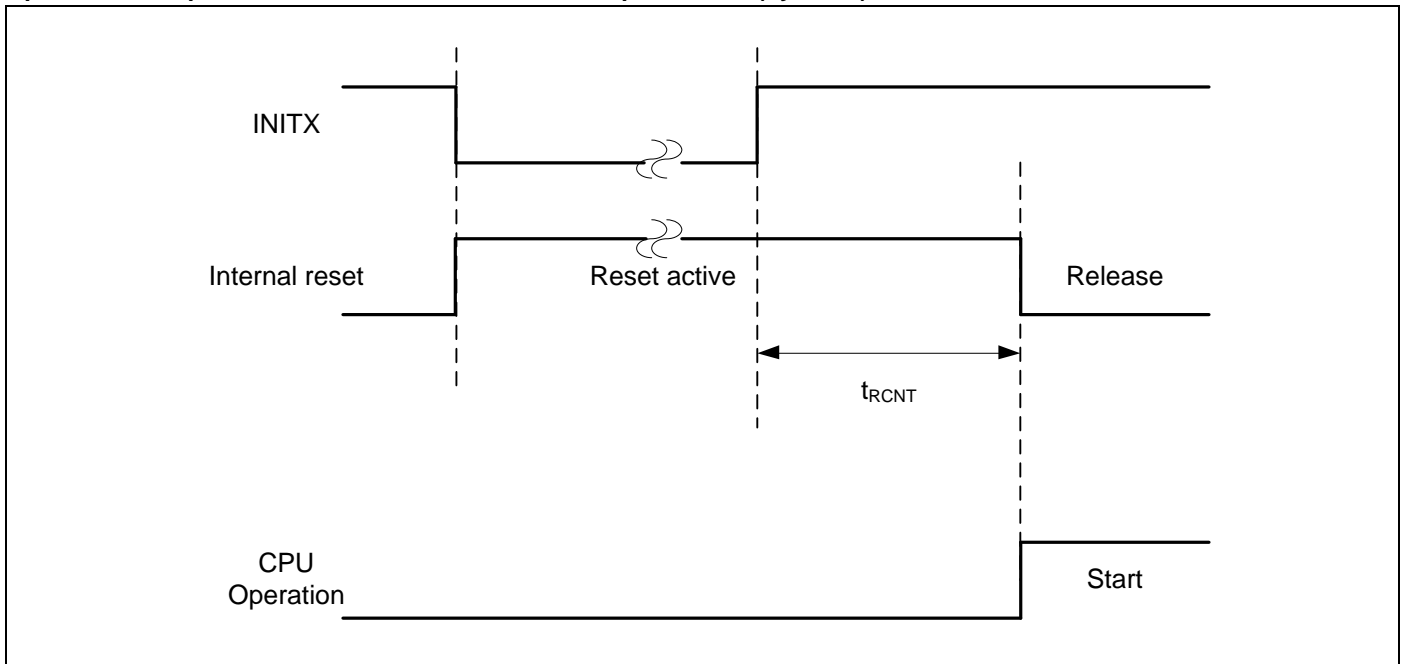 INITX
Internal reset
Reset active
Release
tRCNT
CPU
Operation
Start